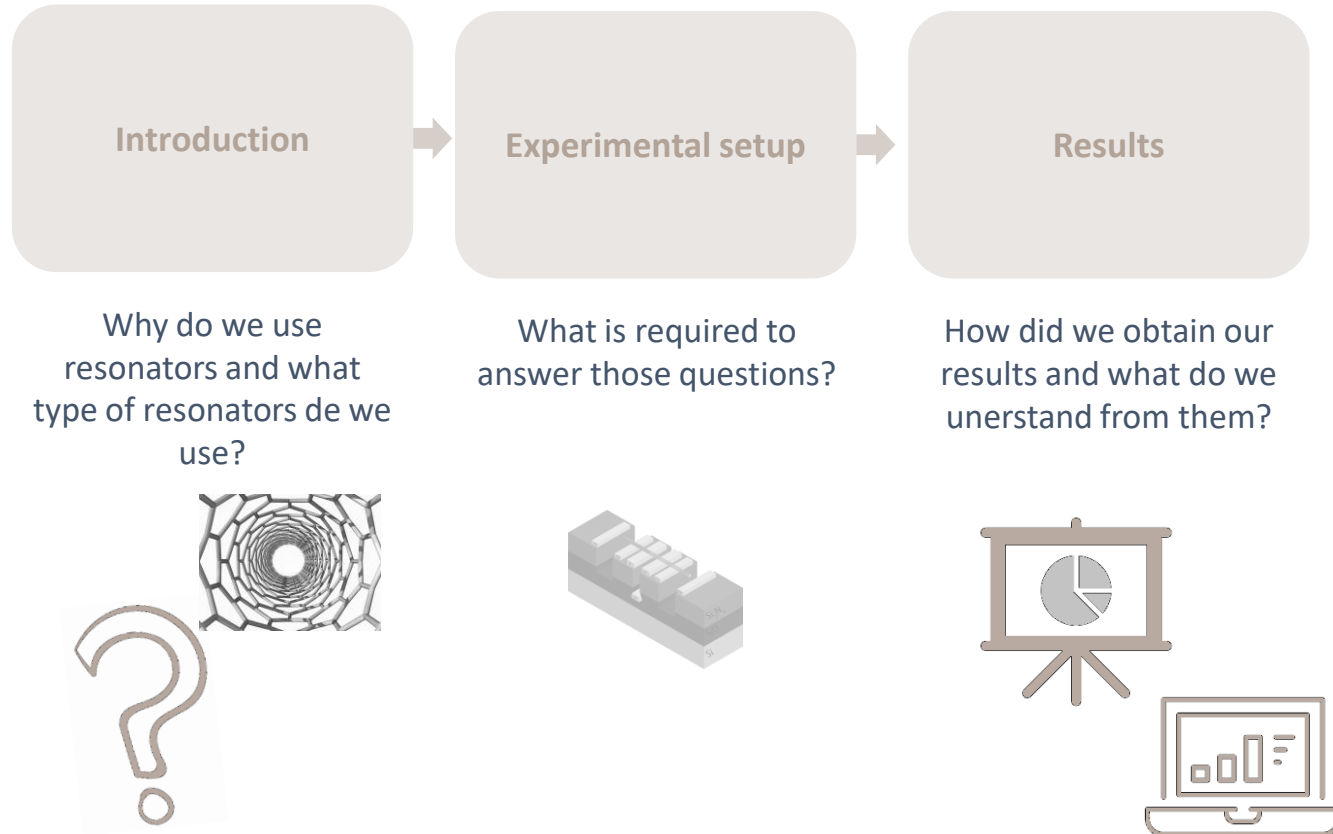 Introduction
Experimental setup
Results
Why do we use
resonators and what
type of resonators de we
use?
What is required to
answer those questions?
How did we obtain our
results and what do we
unerstand from them?
Si